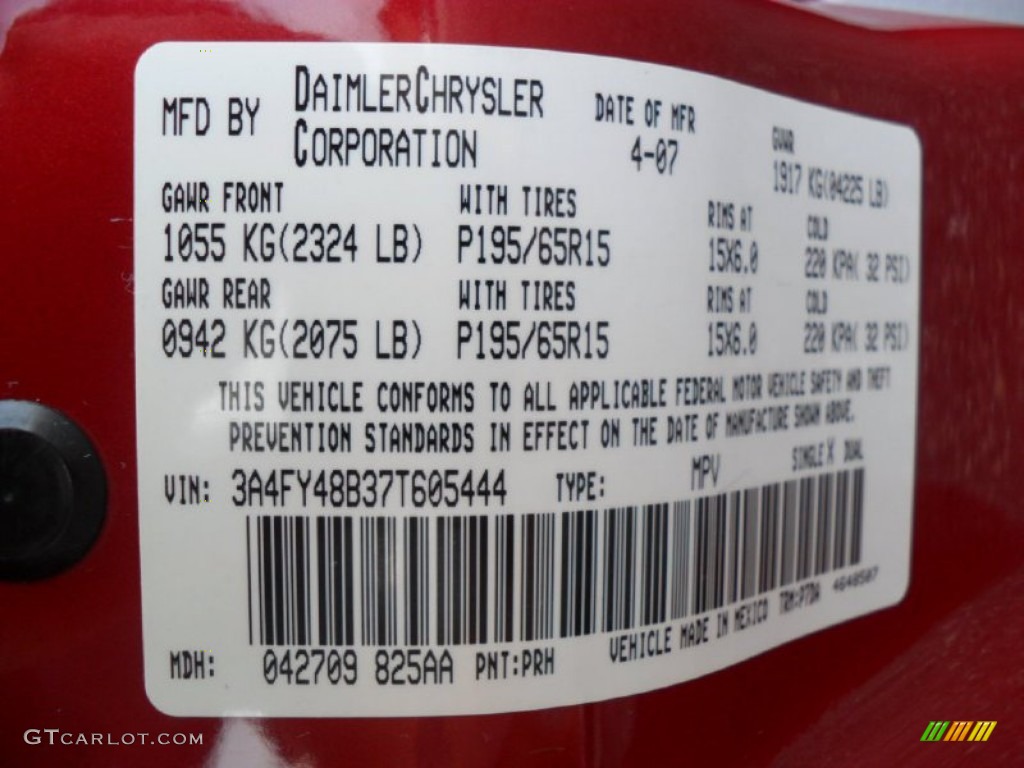 MFD BY DAIMLERCHRYSLER CORPORATION
DATE OF MFR
4-07
GVWR
1917 KG(04225 LB)
GAWR FRONT WITH TIRES RIMS AT COLD
1055 KG(2324 LB) P195/65R15 15X6.0 220 KPA( 32 PSI)
GAWR REAR WITH TIRES RIMS AT COLD
0942 KG(2075 LB) P195/65R15 15X6.0 220 KPA( 32 PSI)
THIS VEHICLE CONFORMS TO ALL APPLICABLE FEDERAL MOTOR VEHICLE SAFETY AND THEFT
PREVENTION STANDARDS IN EFFECT ON THE DATE OF MANUFACTURE SHOWN ABOVE.
VIN: 3A4FY48B37T605444 TYPE: MPV SINGLE X DUAL
MDH: 042709 825AA PNT:PRH VEHICLE MADE IN MEXICO TRM:P7DA 4648507
GTCARLOT.COM